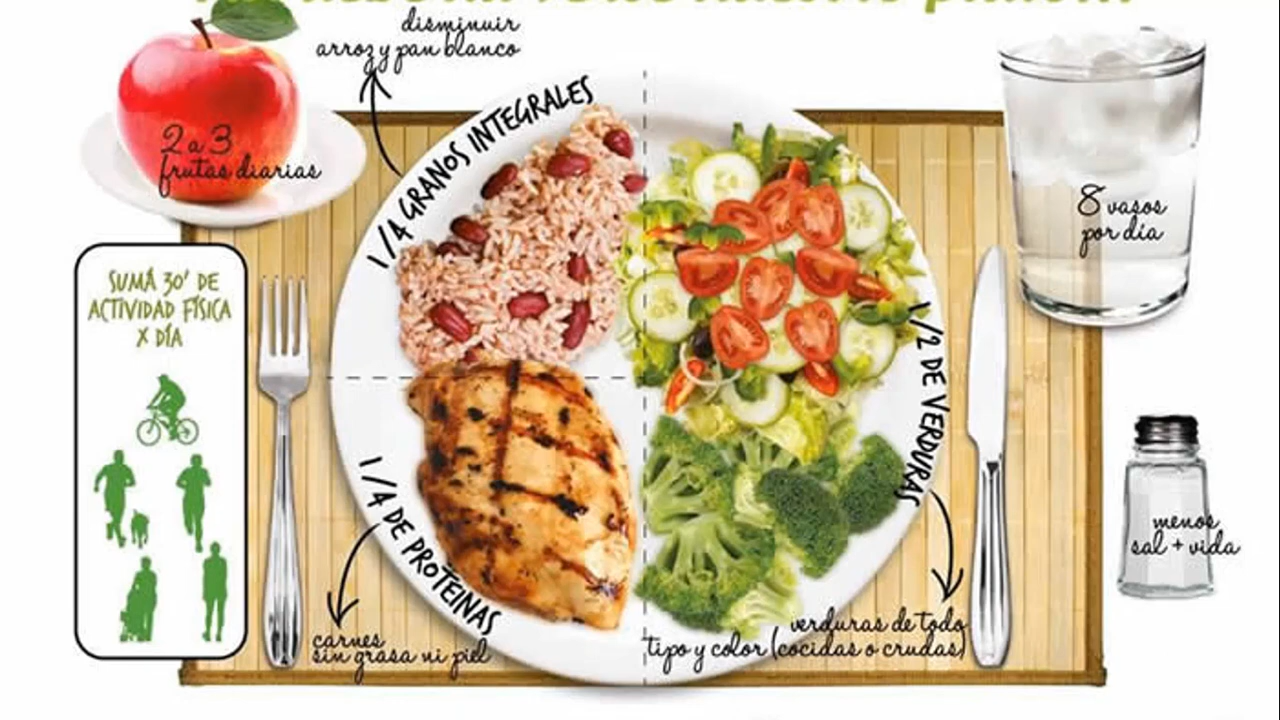 disminuir
arroz y pan blanco
1/4 GRANOS INTEGRALES
2 a 3
frutas diarias
8 vasos
por día
SUMÁ 30' DE
ACTIVIDAD FÍSICA
X DÍA
1/2 DE VERDURAS
1/4 DE PROTEINAS
menos
sal + vida
carnes
sin grasa ni piel
verduras de todo
tipo y color (cocidas o crudas)